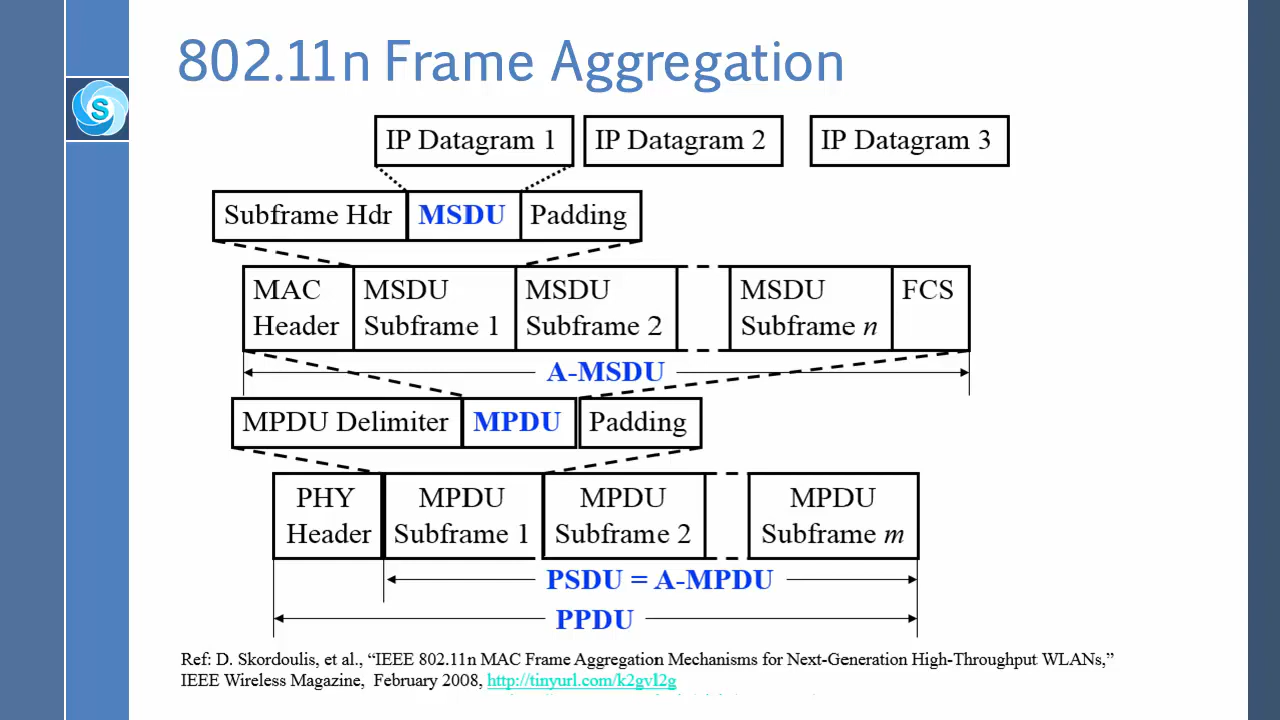 802.11n Frame Aggregation
S
IP Datagram 1 IP Datagram 2 IP Datagram 3
Subframe Hdr MSDU Padding
MAC Header MSDU Subframe 1 MSDU Subframe 2 MSDU Subframe n FCS
A-MSDU
MPDU Delimiter MPDU Padding
PHY Header MPDU Subframe 1 MPDU Subframe 2 MPDU Subframe m
PSDU = A-MPDU
PPDU
Ref: D. Skordoulis, et al., “IEEE 802.11n MAC Frame Aggregation Mechanisms for Next-Generation High-Throughput WLANs,”
IEEE Wireless Magazine, February 2008, http://tinyurl.com/k2gvl2g